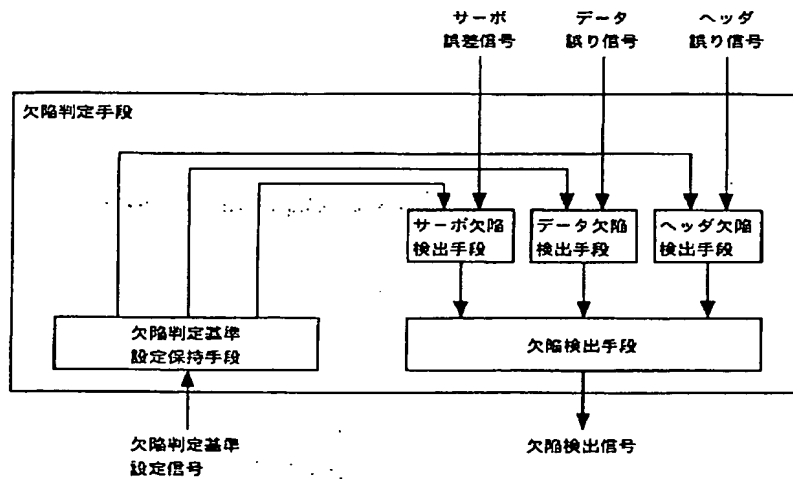 サーボ
誤差信号
データ
誤り信号
ヘッダ
誤り信号
欠陥判定手段
サーボ欠陥
検出手段
データ欠陥
検出手段
ヘッダ欠陥
検出手段
欠陥判定基準
設定保持手段
欠陥検出手段
欠陥判定基準
設定信号
欠陥検出信号